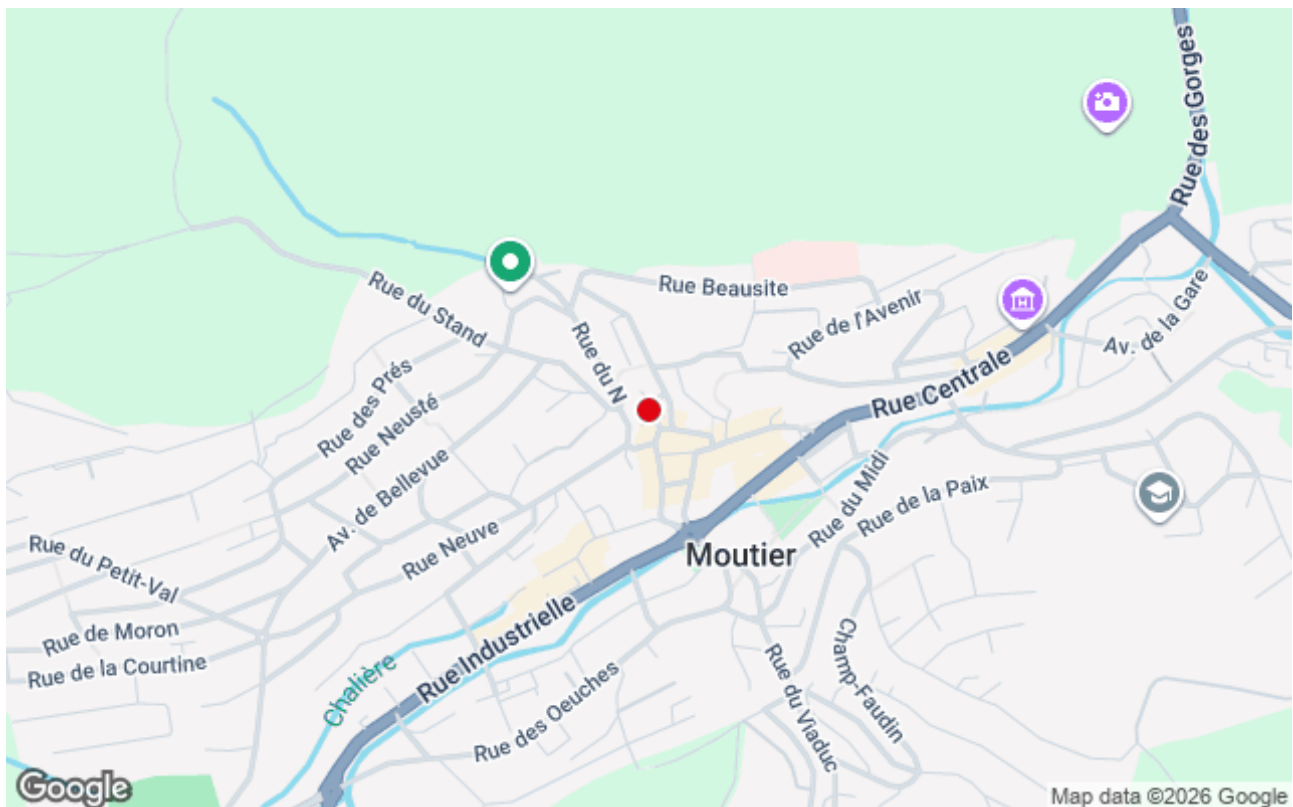 Rue des Gorges
Rue Beausite
Rue du Stand
Rue de l'Avenir
Av. de la Gare
Rue du N
Rue Centrale
Rue des Prés
Rue Neusté
Av. de Bellevue
Rue du Midi
Rue de la Paix
Rue Neuve
Moutier
Rue du Petit-Val
Rue de Moron
Rue de la Courtine
Rue Industrielle
Chalière
Champ-Faudin
Rue du Viaduc
Rue des Oeuches
Google
Map data ©2026 Google